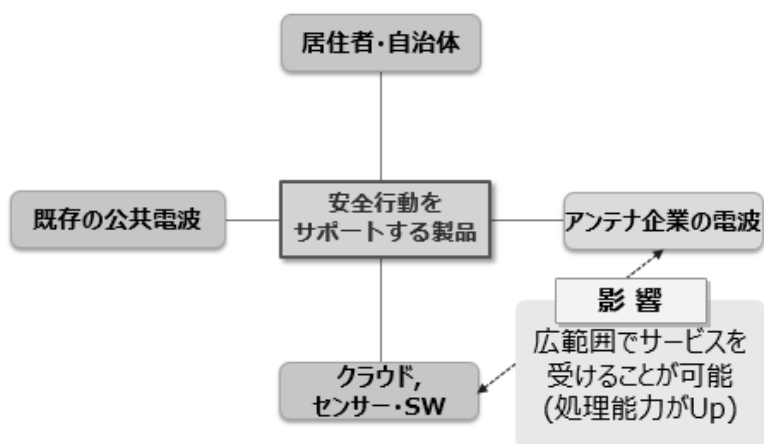 居住者・自治体
既存の公共電波
安全行動を
サポートする製品
アンテナ企業の電波
影 響
広範囲でサービスを
受けることが可能
(処理能力がUp)
クラウド,
センサー・SW